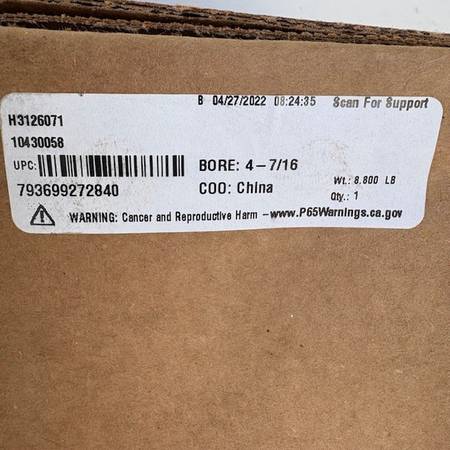 B 04/27/2022 08:24:35 Scan For Support
H3126071
10430058
UPC:
793699272840
BORE: 4-7/16
COO: China
Wt.: 8.800 LB
Qty.: 1
WARNING: Cancer and Reproductive Harm -www.P65Warnings.ca.gov